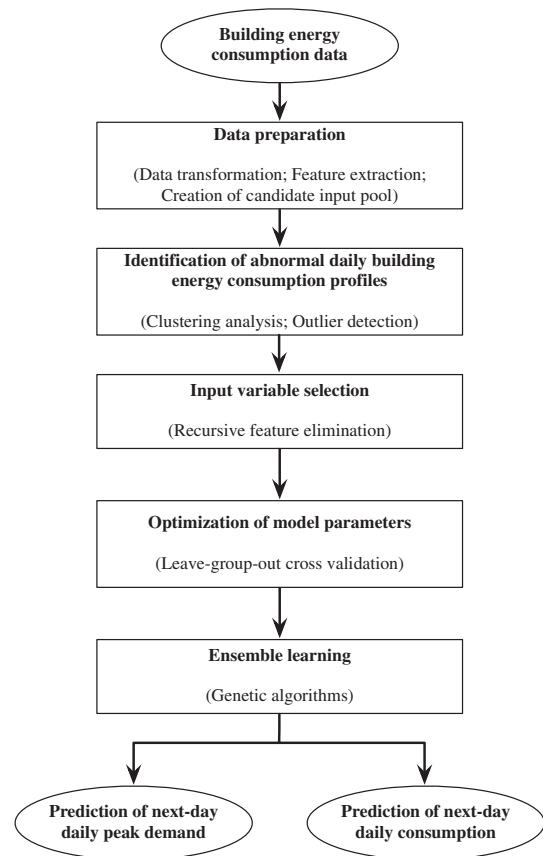 Building energy
consumption data
Data preparation
(Data transformation; Feature extraction;
Creation of candidate input pool)
Identification of abnormal daily building
energy consumption profiles
(Clustering analysis; Outlier detection)
Input variable selection
(Recursive feature elimination)
Optimization of model parameters
(Leave-group-out cross validation)
Ensemble learning
(Genetic algorithms)
Prediction of next-day
daily peak demand
Prediction of next-day
daily consumption